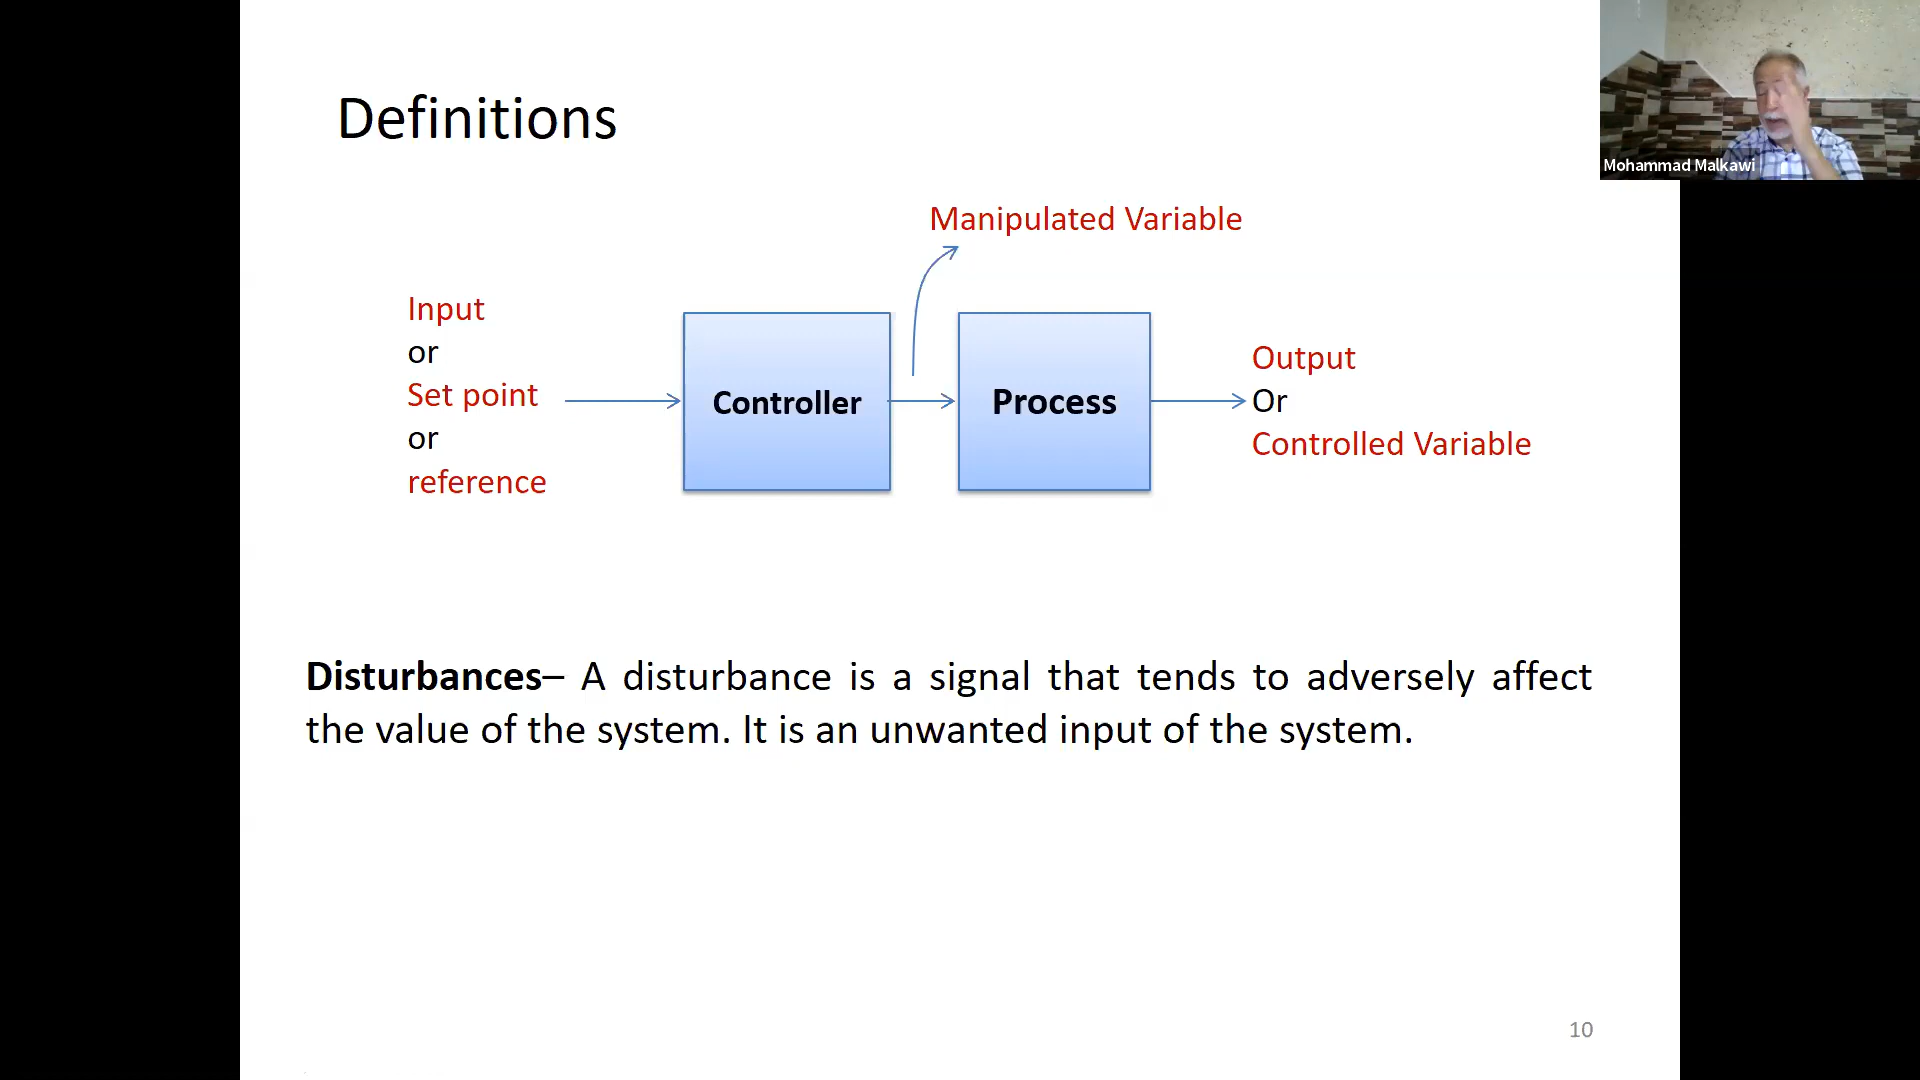 Definitions
Mohammad Malkawi
Manipulated Variable
Input
or
Set point
or
reference
Controller
Process
Output
Or
Controlled Variable
Disturbances– A disturbance is a signal that tends to adversely affect
the value of the system. It is an unwanted input of the system.
10